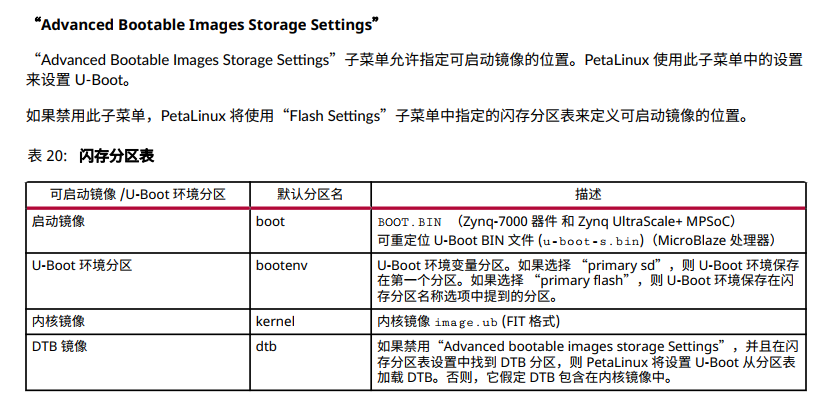 “Advanced Bootable Images Storage Settings”
“Advanced Bootable Images Storage Settings”子菜单允许指定可启动镜像的位置。PetaLinux 使用此子菜单中的设置
来设置 U-Boot。
如果禁用此子菜单，PetaLinux 将使用“Flash Settings”子菜单中指定的闪存分区表来定义可启动镜像的位置。
表 20: 闪存分区表
可启动镜像 /U-Boot 环境分区 默认分区名 描述
启动镜像 boot BOOT.BIN （Zynq-7000 器件 和 Zynq UltraScale+ MPSoC）
可重定位 U-Boot BIN 文件 (u-boot-s.bin)（MicroBlaze 处理器）
U-Boot 环境分区 bootenv U-Boot 环境变量分区。如果选择 “primary sd”，则 U-Boot 环境保存
在第一个分区。如果选择 “primary flash”，则 U-Boot 环境保存在闪
存分区名称选项中提到的分区。
内核镜像 kernel 内核镜像 image.ub (FIT 格式)
DTB 镜像 dtb 如果禁用“Advanced bootable images storage Settings”，并且在闪
存分区表设置中找到 DTB 分区，则 PetaLinux 将设置 U-Boot 从分区表
加载 DTB。否则，它假定 DTB 包含在内核镜像中。